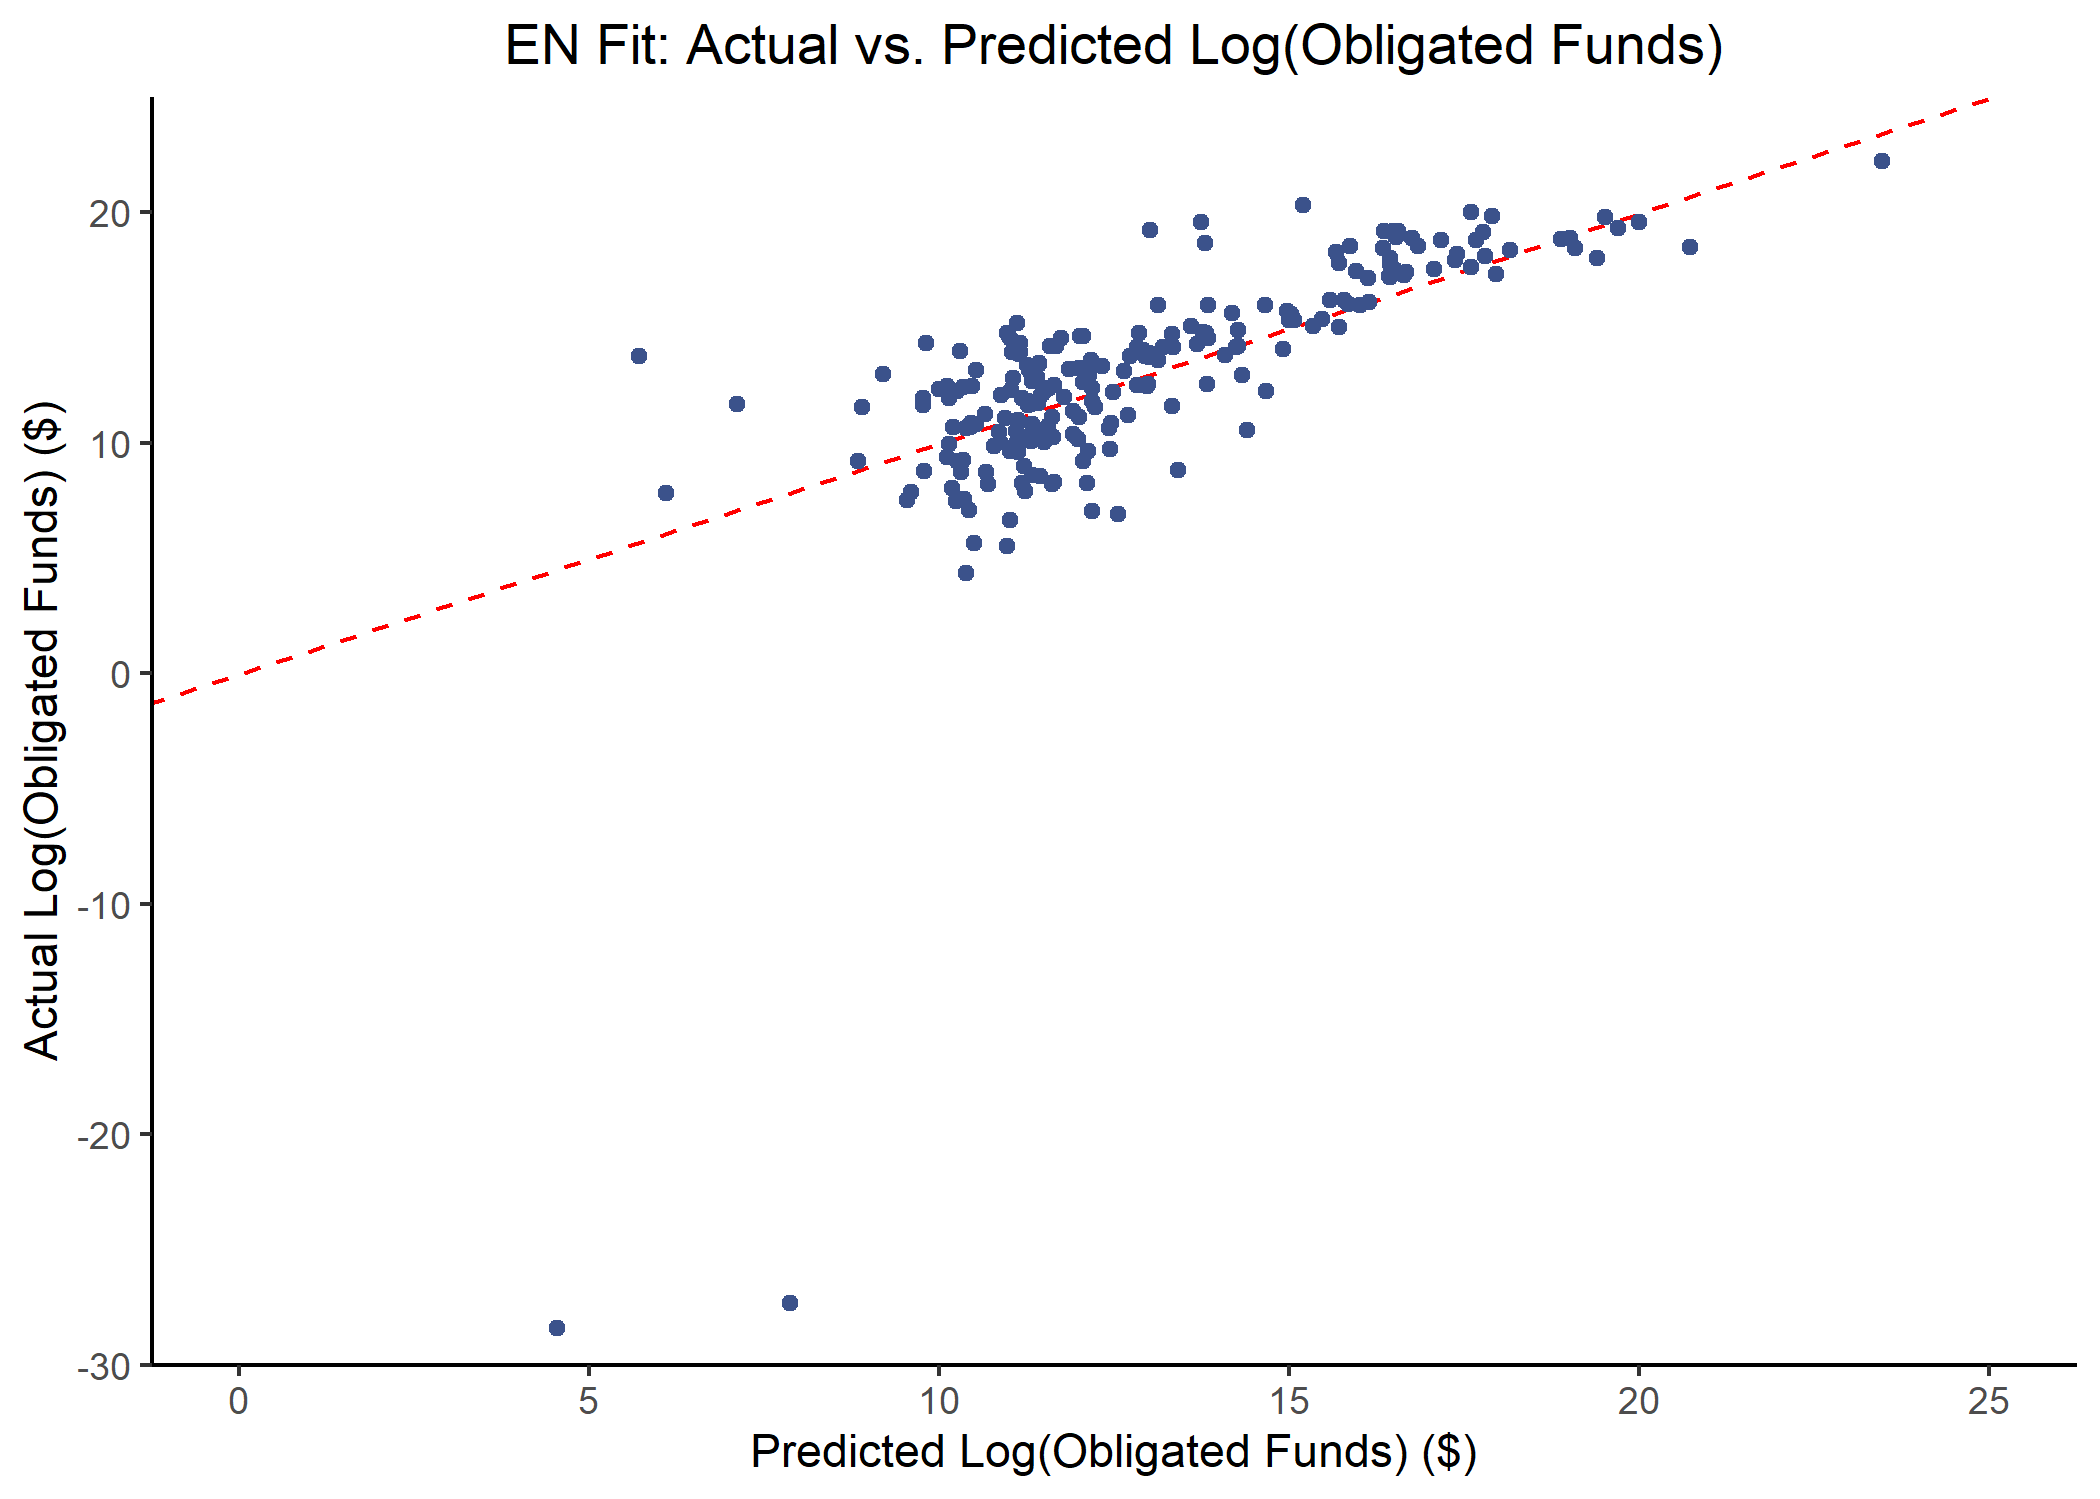 EN Fit: Actual vs. Predicted Log(Obligated Funds)
Actual Log(Obligated Funds) ($)
20
10
0
-10
-20
-30
0 5 10 15 20 25
Predicted Log(Obligated Funds) ($)